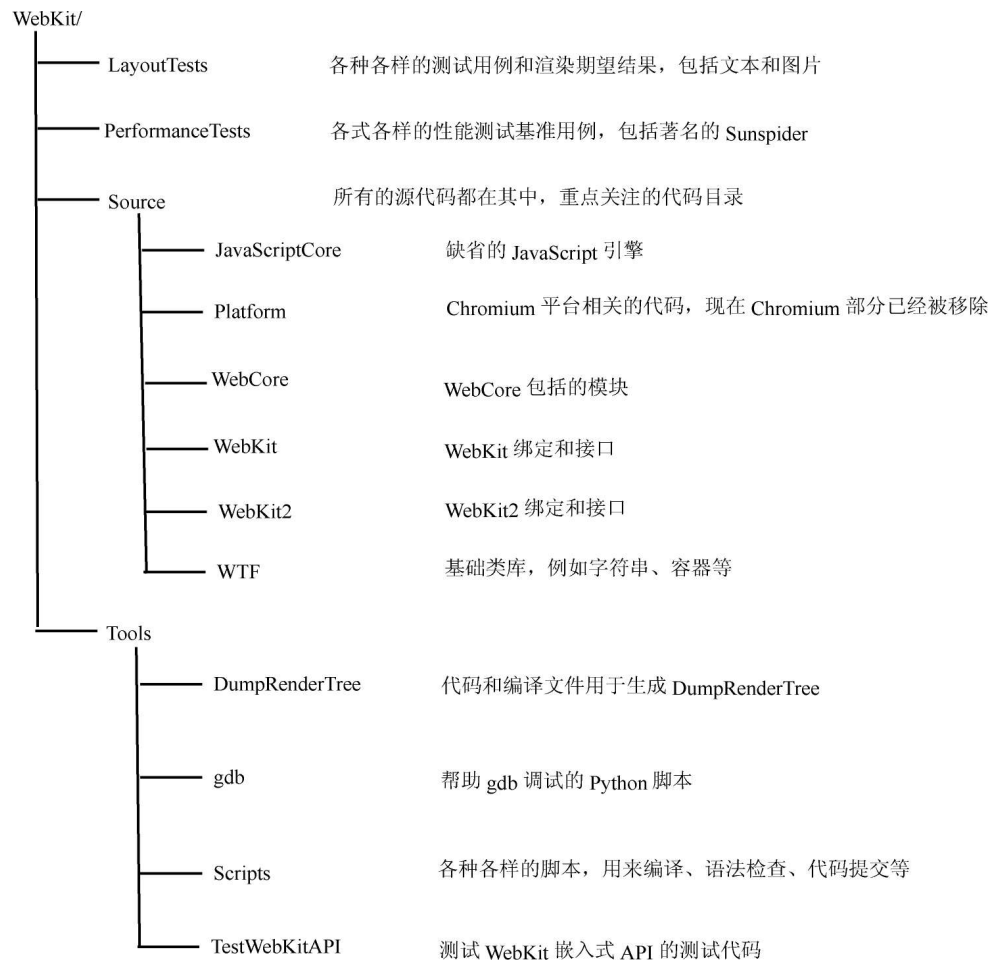 WebKit/
LayoutTests 各种各样的测试用例和渲染期望结果，包括文本和图片
PerformanceTests 各式各样的性能测试基准用例，包括著名的 Sunspider
Source 所有的源代码都在其中，重点关注的代码目录
JavaScriptCore 缺省的 JavaScript 引擎
Platform Chromium 平台相关的代码，现在 Chromium 部分已经被移除
WebCore WebCore 包括的模块
WebKit WebKit 绑定和接口
WebKit2 WebKit2 绑定和接口
WTF 基础类库，例如字符串、容器等
Tools
DumpRenderTree 代码和编译文件用于生成 DumpRenderTree
gdb 帮助 gdb 调试的 Python 脚本
Scripts 各种各样的脚本，用来编译、语法检查、代码提交等
TestWebKitAPI 测试 WebKit 嵌入式 API 的测试代码